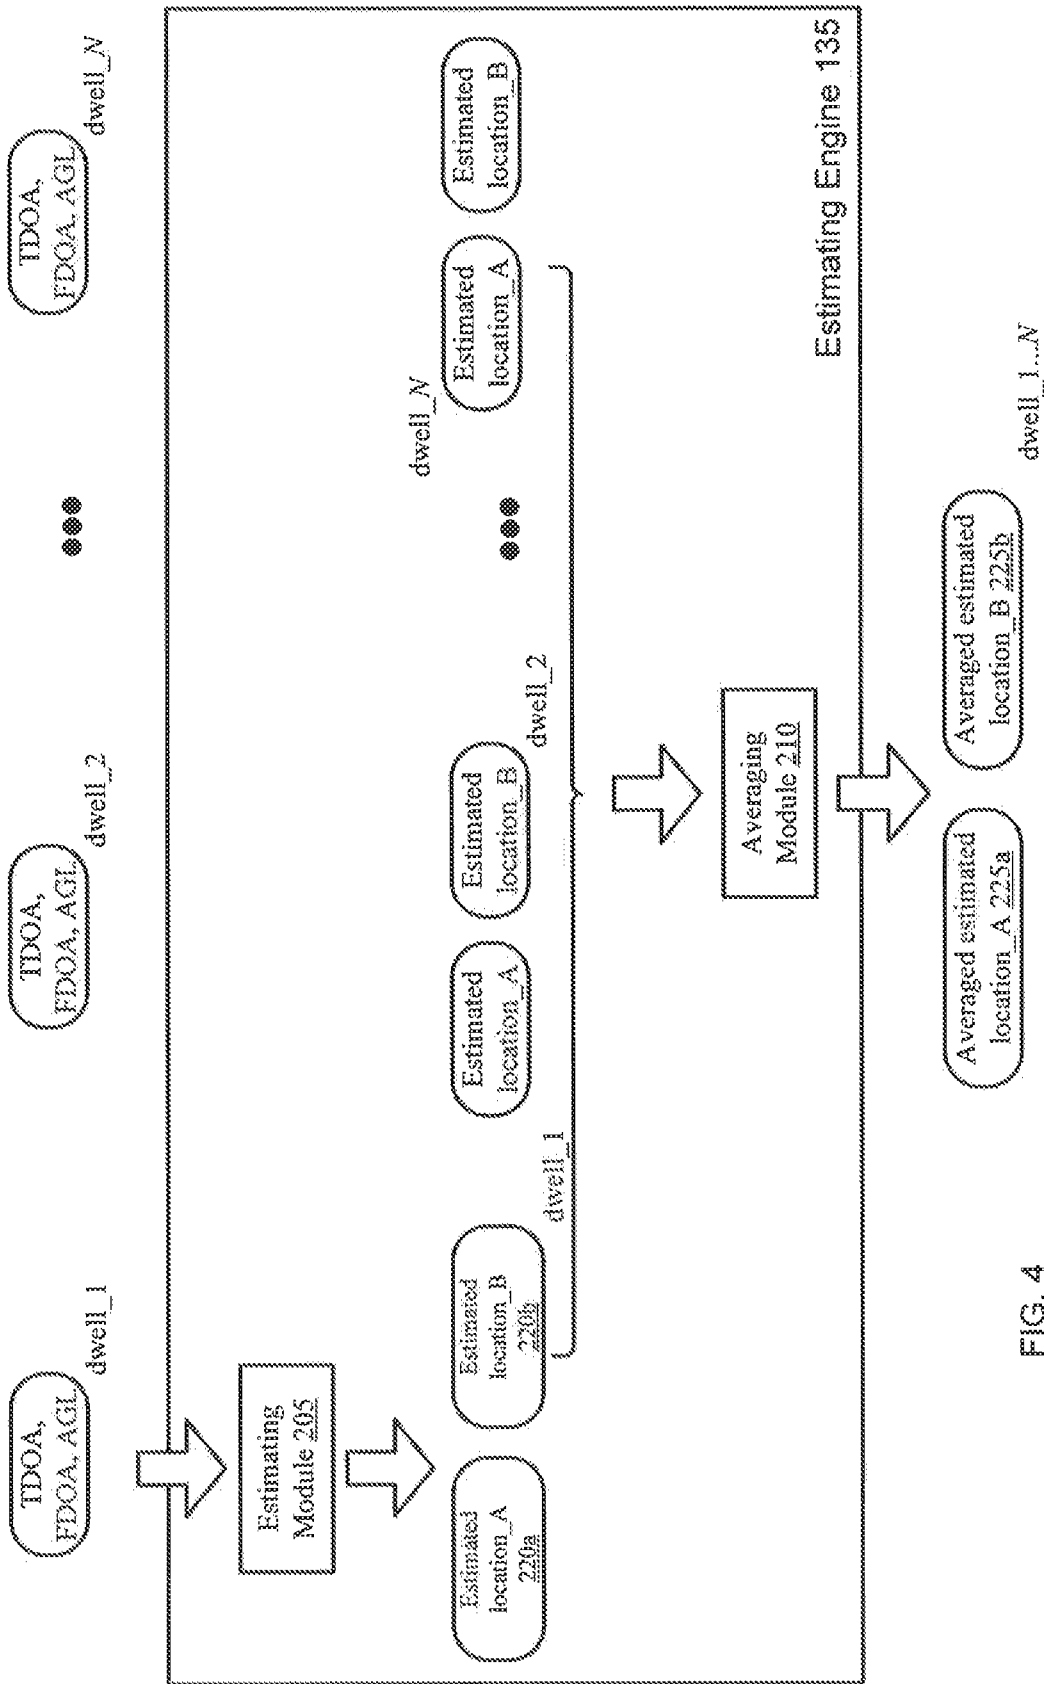 TDOA,
FDOA, AGL
dwell_1
TDOA,
FDOA, AGL
dwell_2
TDOA,
FDOA, AGL
dwell_N
Estimating
Module 205
Estimated
location_A
220a
Estimated
location_B
220b
dwell_1
Estimated
location_A
Estimated
location_B
dwell_2
dwell_N
Estimated
location_A
Estimated
location_B
Averaging
Module 210
Estimating Engine 135
Averaged estimated
location_A 225a
Averaged estimated
location_B 225b
dwell_1...N
FIG. 4